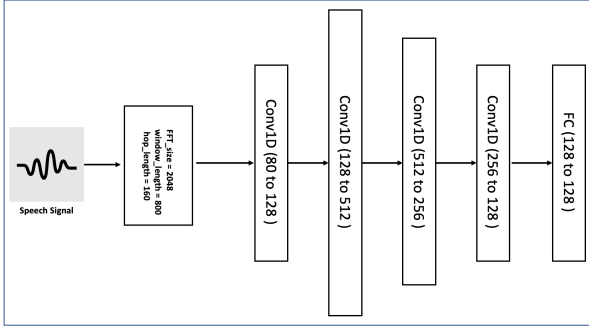 Speech Signal
FFT_size = 2048
window_length = 800
hop_length = 160
Conv1D (80 to 128 )
Conv1D (128 to 512 )
Conv1D (512 to 256 )
Conv1D (256 to 128 )
FC (128 to 128 )